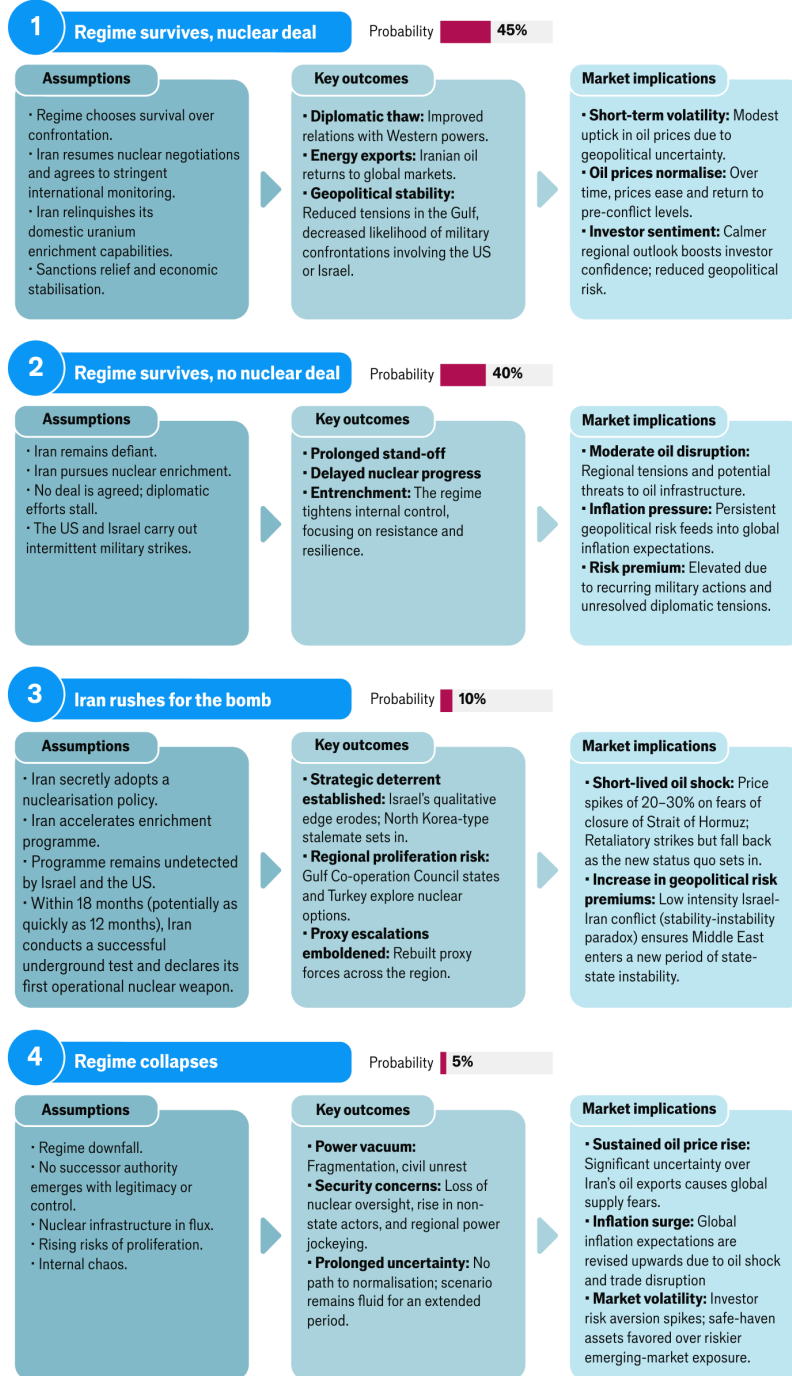 1
Regime survives, nuclear deal
Probability
45%
Assumptions
· Regime chooses survival over
confrontation.
· Iran resumes nuclear negotiations
and agrees to stringent
international monitoring.
· Iran relinquishes its
domestic uranium
enrichment capabilities.
· Sanctions relief and economic
stabilisation.
Key outcomes
· Diplomatic thaw: Improved
relations with Western powers.
· Energy exports: Iranian oil
returns to global markets.
· Geopolitical stability:
Reduced tensions in the Gulf,
decreased likelihood of military
confrontations involving the US
or Israel.
Market implications
· Short-term volatility: Modest
uptick in oil prices due to
geopolitical uncertainty.
· Oil prices normalise: Over
time, prices ease and return to
pre-conflict levels.
· Investor sentiment: Calmer
regional outlook boosts investor
confidence; reduced geopolitical
risk.
2
Regime survives, no nuclear deal
Probability
40%
Assumptions
· Iran remains defiant.
· Iran pursues nuclear enrichment.
· No deal is agreed; diplomatic
efforts stall.
· The US and Israel carry out
intermittent military strikes.
Key outcomes
· Prolonged stand-off
· Delayed nuclear progress
· Entrenchment: The regime
tightens internal control,
focusing on resistance and
resilience.
Market implications
· Moderate oil disruption:
Regional tensions and potential
threats to oil infrastructure.
· Inflation pressure: Persistent
geopolitical risk feeds into global
inflation expectations.
· Risk premium: Elevated due
to recurring military actions and
unresolved diplomatic tensions.
3
Iran rushes for the bomb
Probability
10%
Assumptions
· Iran secretly adopts a
nuclearisation policy.
· Iran accelerates enrichment
programme.
· Programme remains undetected
by Israel and the US.
· Within 18 months (potentially as
quickly as 12 months), Iran
conducts a successful
underground test and declares its
first operational nuclear weapon.
Key outcomes
· Strategic deterrent
established: Israel's qualitative
edge erodes; North Korea-type
stalemate sets in.
· Regional proliferation risk:
Gulf Co-operation Council states
and Turkey explore nuclear
options.
· Proxy escalations
emboldened: Rebuilt proxy
forces across the region.
Market implications
· Short-lived oil shock: Price
spikes of 20–30% on fears of
closure of Strait of Hormuz;
Retaliatory strikes but fall back
as the new status quo sets in.
· Increase in geopolitical risk
premiums: Low intensity Israel-
Iran conflict (stability-instability
paradox) ensures Middle East
enters a new period of state-
state instability.
4
Regime collapses
Probability
5%
Assumptions
· Regime downfall.
· No successor authority
emerges with legitimacy or
control.
· Nuclear infrastructure in flux.
· Rising risks of proliferation.
· Internal chaos.
Key outcomes
· Power vacuum:
Fragmentation, civil unrest
· Security concerns: Loss of
nuclear oversight, rise in non-
state actors, and regional power
jockeying.
· Prolonged uncertainty: No
path to normalisation; scenario
remains fluid for an extended
period.
Market implications
· Sustained oil price rise:
Significant uncertainty over
Iran's oil exports causes global
supply fears.
· Inflation surge: Global
inflation expectations are
revised upwards due to oil shock
and trade disruption
· Market volatility: Investor
risk aversion spikes; safe-haven
assets favored over riskier
emerging-market exposure.